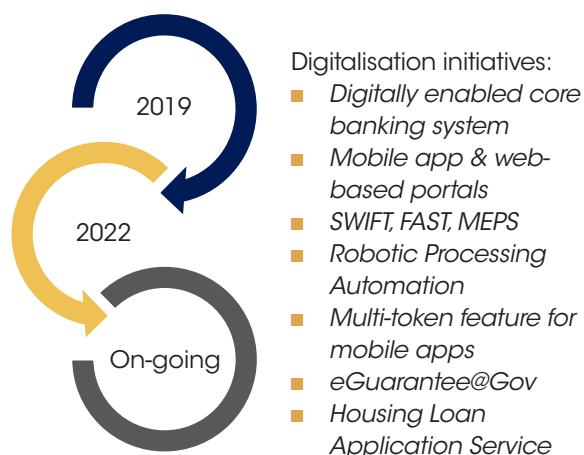 2019
2022
On-going
Digitalisation initiatives:
Digitally enabled core
banking system
Mobile app & web-
based portals
SWIFT, FAST, MEPS
Robotic Processing
Automation
Multi-token feature for
mobile apps
eGuarantee@Gov
Housing Loan
Application Service